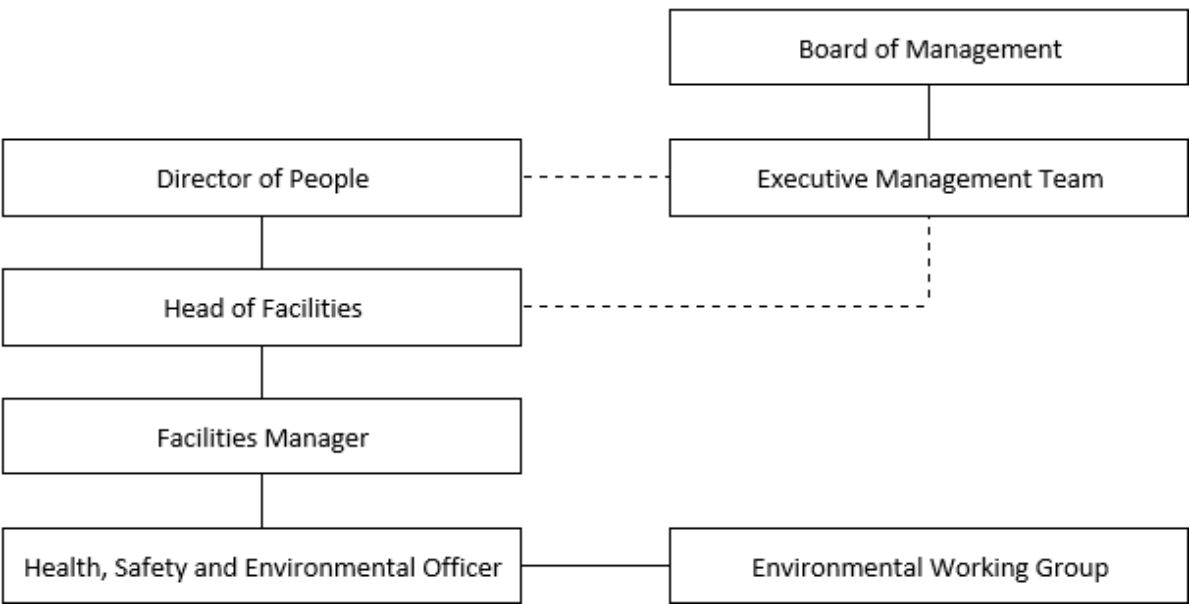 Board of Management
Director of People
Executive Management Team
Head of Facilities
Facilities Manager
Health, Safety and Environmental Officer
Environmental Working Group